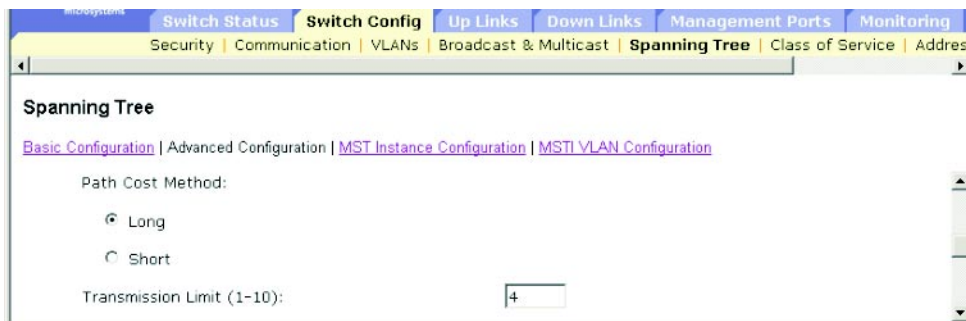 microsystems
Switch Status Switch Config Up Links Down Links Management Ports Monitoring
Security | Communication | VLANs | Broadcast & Multicast | Spanning Tree | Class of Service | Addres
Spanning Tree
Basic Configuration | Advanced Configuration | MST Instance Configuration | MSTI VLAN Configuration
Path Cost Method:
Long
Short
Transmission Limit (1-10): 4